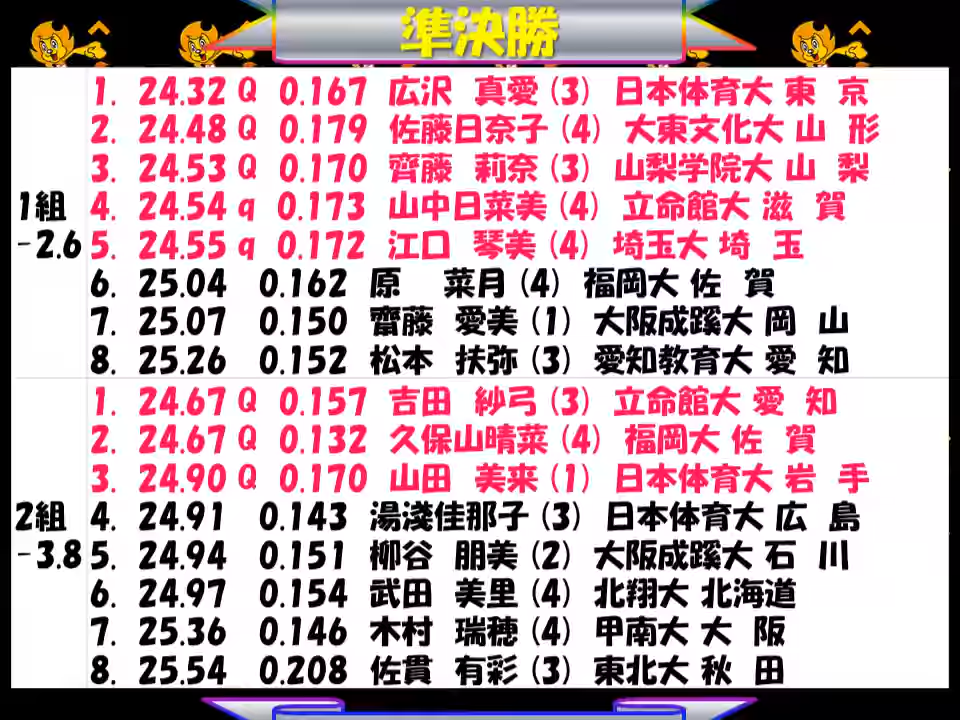 準決勝
1. 24.32 Q 0.167 広沢 真愛 (3) 日本体育大 東 京
2. 24.48 Q 0.179 佐藤日奈子 (4) 大東文化大 山 形
3. 24.53 Q 0.170 齊藤 莉奈 (3) 山梨学院大 山 梨
1組 4. 24.54 q 0.173 山中日菜美 (4) 立命館大 滋 賀
-2.6 5. 24.55 q 0.172 江口 琴美 (4) 埼玉大 埼 玉
6. 25.04 0.162 原 菜月 (4) 福岡大 佐 賀
7. 25.07 0.150 齋藤 愛美 (1) 大阪成蹊大 岡 山
8. 25.26 0.152 松本 扶弥 (3) 愛知教育大 愛 知
1. 24.67 Q 0.157 吉田 紗弓 (3) 立命館大 愛 知
2. 24.67 Q 0.132 久保山晴菜 (4) 福岡大 佐 賀
3. 24.90 Q 0.170 山田 美来 (1) 日本体育大 岩 手
2組 4. 24.91 0.143 湯淺佳那子 (3) 日本体育大 広 島
-3.8 5. 24.94 0.151 柳谷 朋美 (2) 大阪成蹊大 石 川
6. 24.97 0.154 武田 美里 (4) 北翔大 北海道
7. 25.36 0.146 木村 瑞穂 (4) 甲南大 大 阪
8. 25.54 0.208 佐貫 有彩 (3) 東北大 秋 田